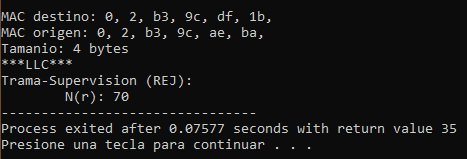 MAC destino: 0, 2, b3, 9c, df, 1b,
MAC origen: 0, 2, b3, 9c, ae, ba,
Tamanio: 4 bytes
***LLC***
Trama-Supervision (REJ):
N(r): 70
--------------------------------
Process exited after 0.07577 seconds with return value 35
Presione una tecla para continuar . . .